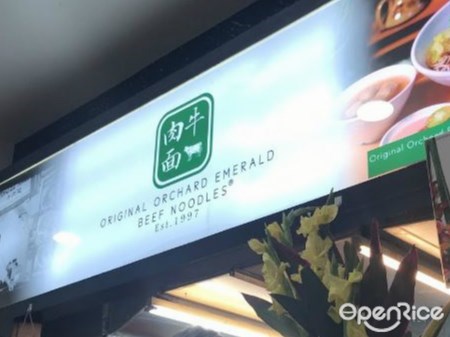 牛肉面
ORIGINAL ORCHARD EMERALD
BEEF NOODLES®
Est. 1997
Original Orchard
OpenRice